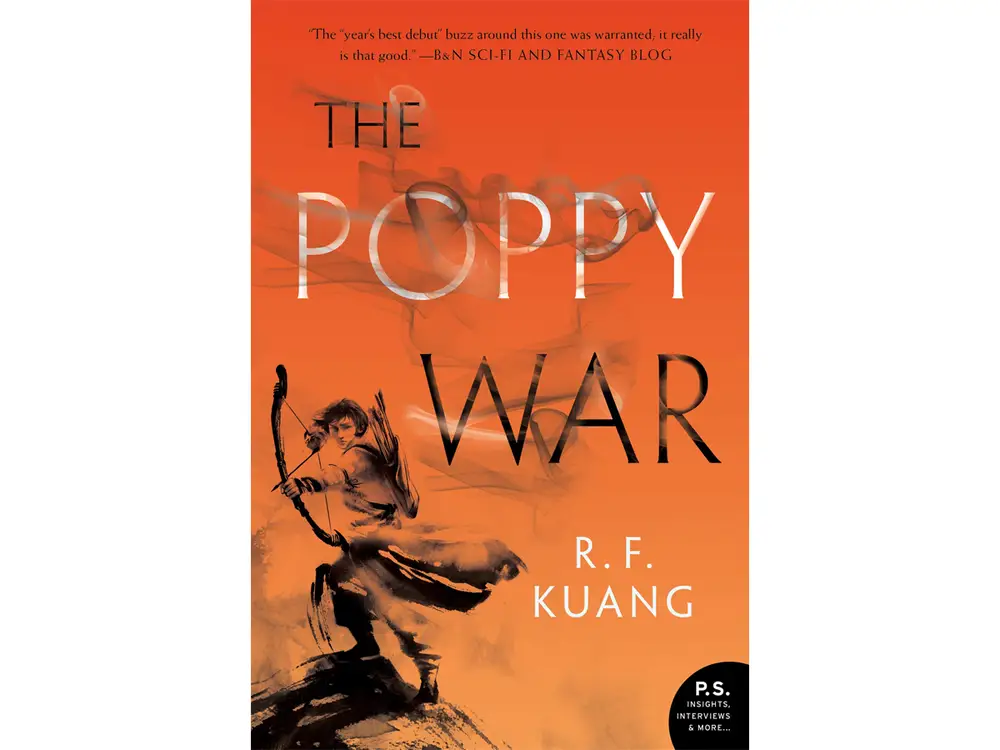 “The “year’s best debut” buzz around this one was warranted; it really
is that good.” —B&N SCI-FI AND FANTASY BLOG
THE
POPPY
WAR
R. F.
KUANG
P.S.
INSIGHTS,
INTERVIEWS
& MORE...